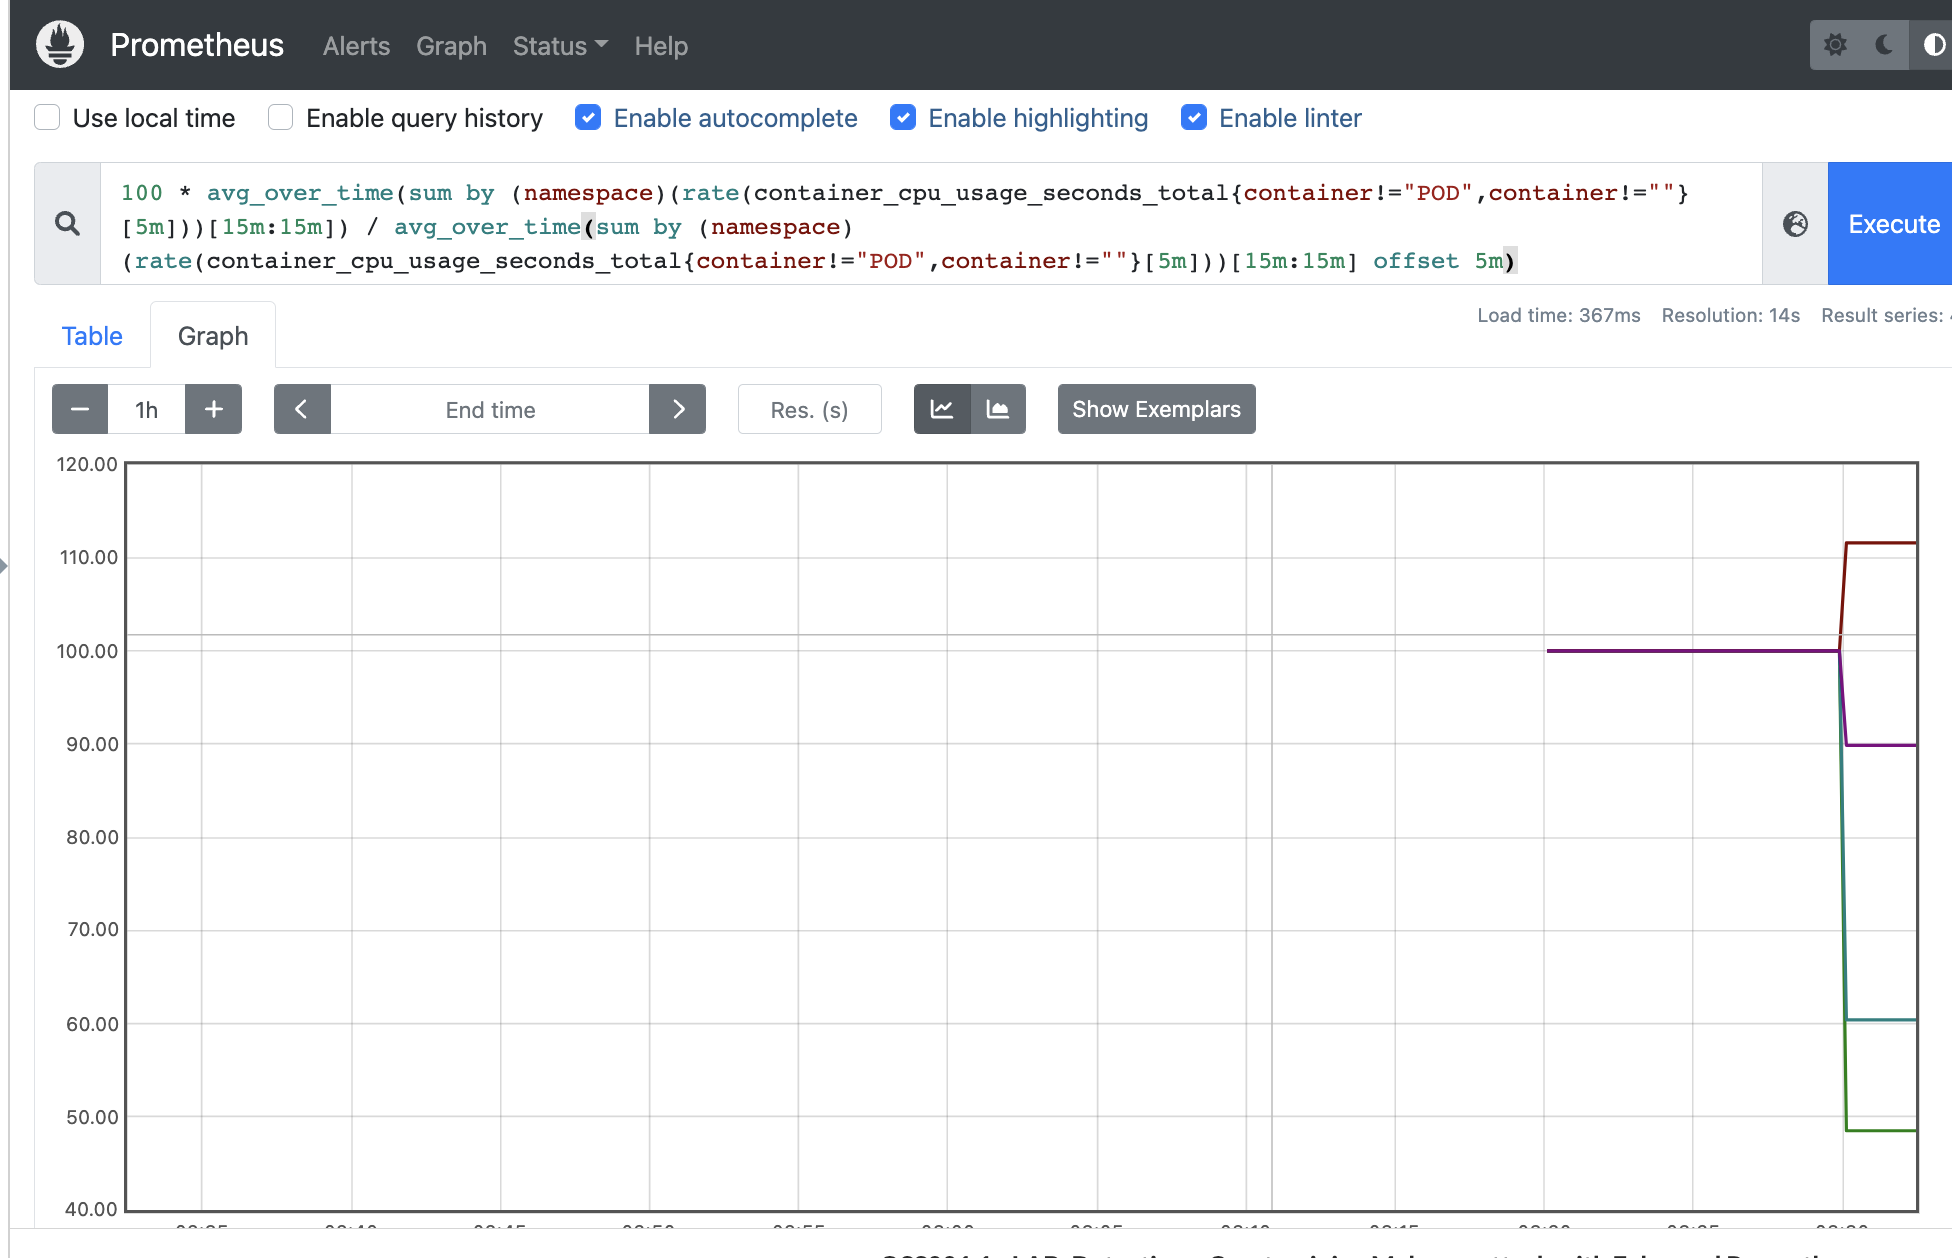 Prometheus Alerts Graph Status Help
Use local time Enable query history Enable autocomplete Enable highlighting Enable linter
100 * avg_over_time(sum by (namespace)(rate(container_cpu_usage_seconds_total{container!="POD",container!=""}
[5m]))[15m:15m]) / avg_over_time(sum by (namespace)
(rate(container_cpu_usage_seconds_total{container!="POD",container!=""}[5m]))[15m:15m] offset 5m)
Execute
Load time: 367ms Resolution: 14s Result series:
Table Graph
1h End time Res. (s) Show Exemplars
120.00
110.00
100.00
90.00
80.00
70.00
60.00
50.00
40.00